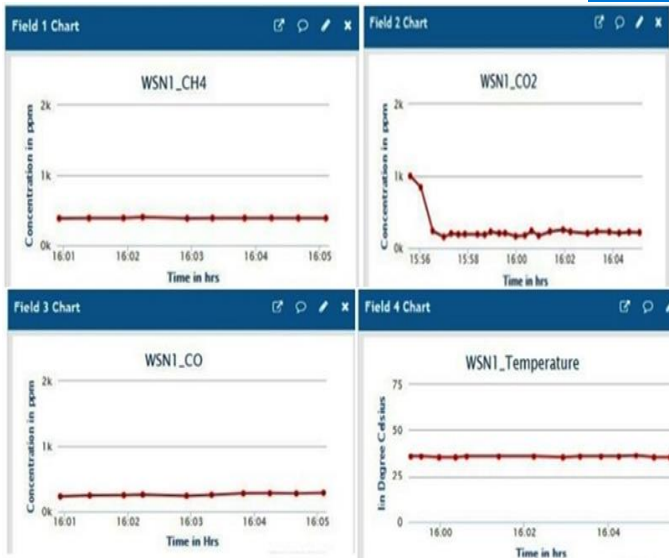 Field 1 Chart
WSN1_CH4
Concentration in ppm
2k
1k
0k
16:01 16:02 16:03 16:04 16:05
Time in hrs
Field 2 Chart
WSN1_CO2
Concentration in ppm
2k
1k
0k
15:56 15:58 16:00 16:02 16:04
Time in hrs
Field 3 Chart
WSN1_CO
Concentration in ppm
2k
1k
0k
16:01 16:02 16:03 16:04 16:05
Time in Hrs
Field 4 Chart
WSN1_Temperature
Iin Degree Celsius
75
50
25
0
16:00 16:02 16:04
Time in hrs